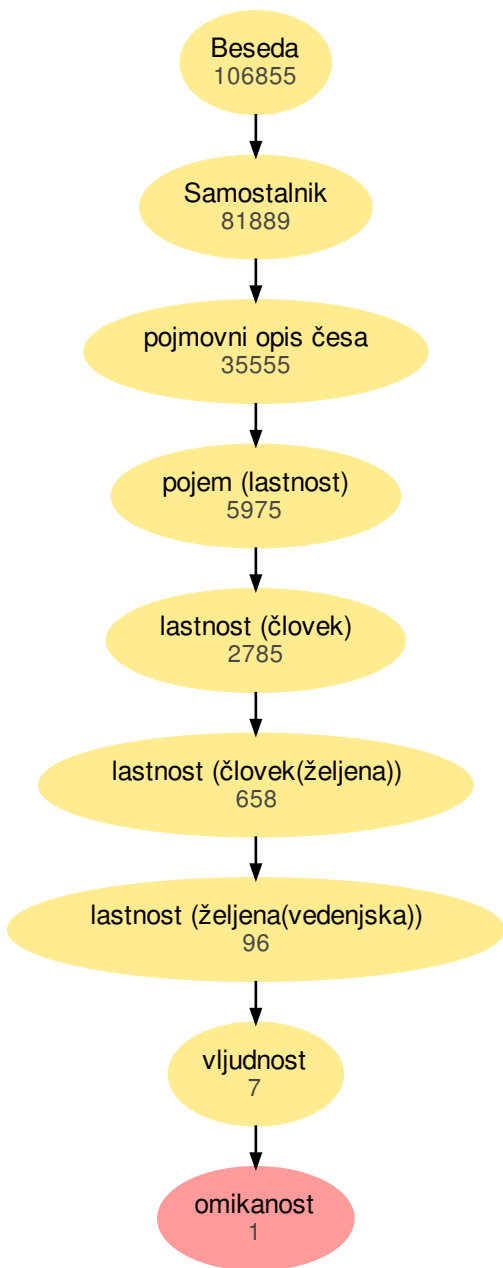 Beseda
106855
Samostalnik
81889
pojmovni opis česa
35555
pojem (lastnost)
5975
lastnost (človek)
2785
lastnost (človek(željena))
658
lastnost (željena(vedenjska))
96
vljudnost
7
omikanost
1